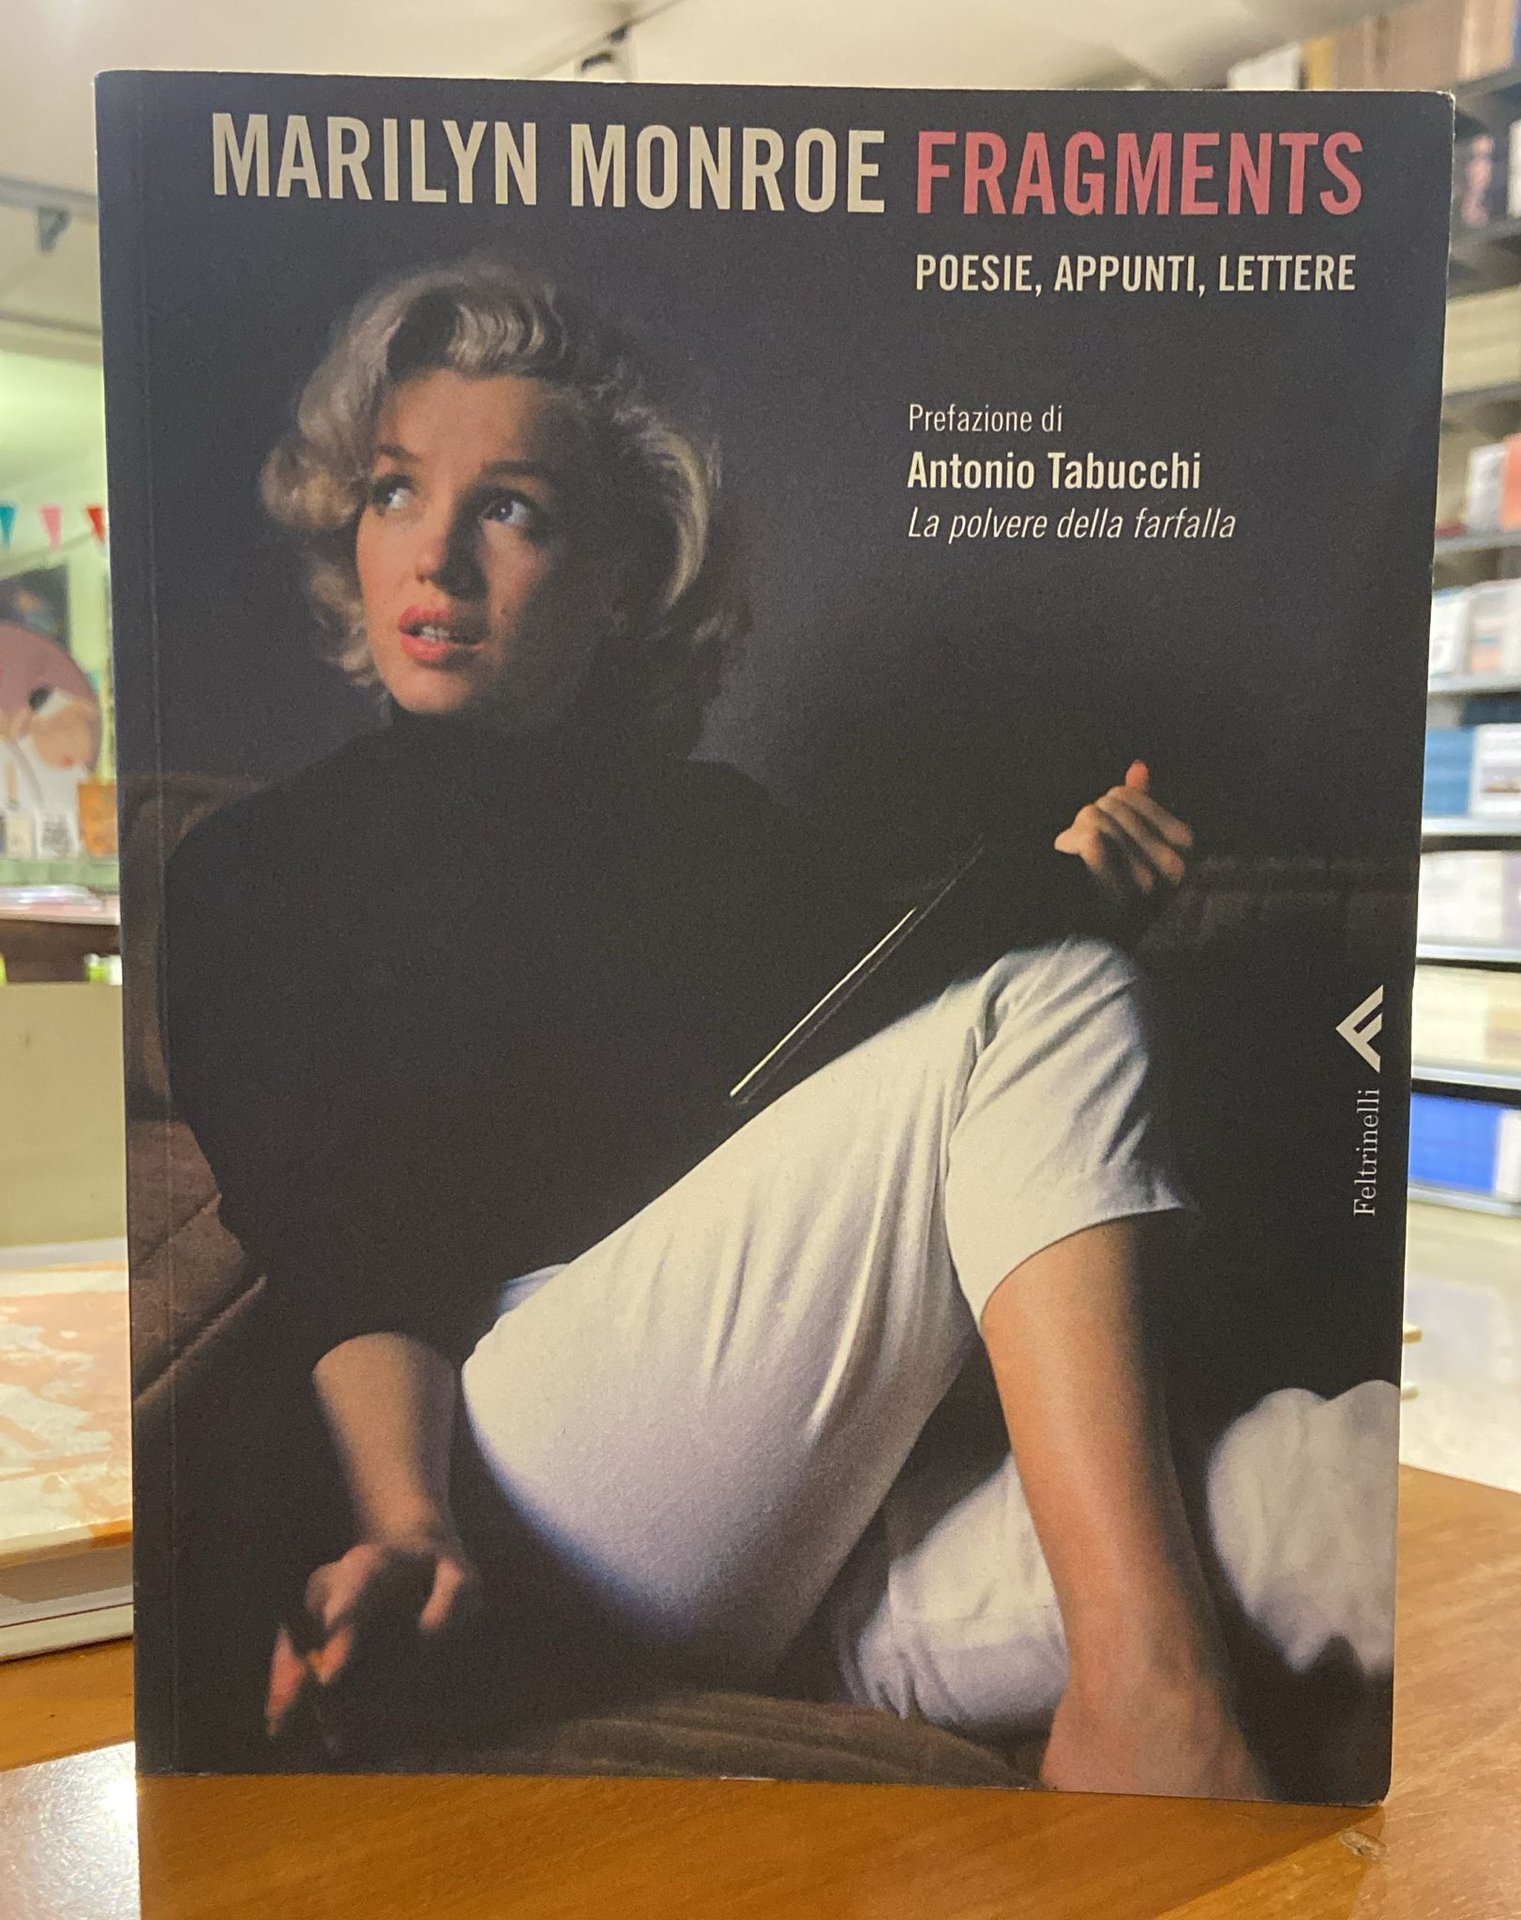 MARILYN MONROE FRAGMENTS
POESIE, APPUNTI, LETTERE
Prefazione di
Antonio Tabucchi
La polvere della farfalla
Feltrinelli